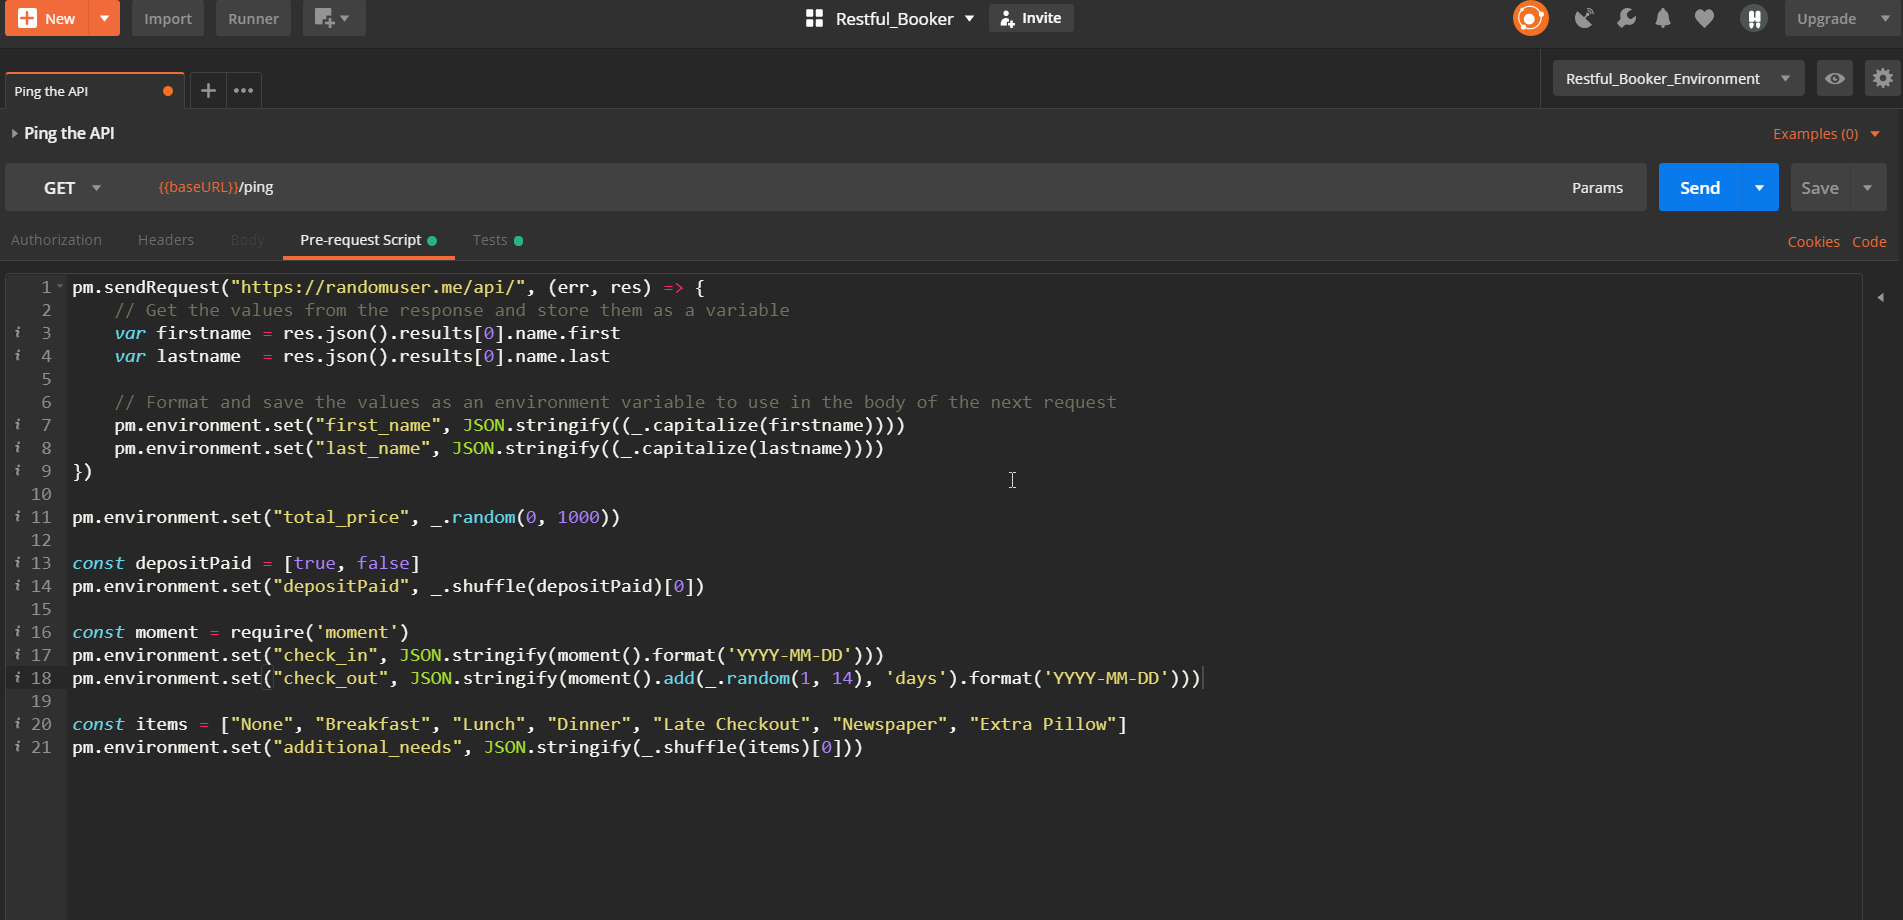 New Import Runner Restful_Booker Invite Upgrade
Ping the API + ••• Restful_Booker_Environment
Ping the API Examples (0)
GET {{baseURL}}/ping Params Send Save
Authorization Headers Body Pre-request Script Tests Cookies Code
1 pm.sendRequest("https://randomuser.me/api/", (err, res) => {
2 // Get the values from the response and store them as a variable
i 3 var firstname = res.json().results[0].name.first
i 4 var lastname  = res.json().results[0].name.last
5
6 // Format and save the values as an environment variable to use in the body of the next request
i 7 pm.environment.set("first_name", JSON.stringify((_.capitalize(firstname))))
i 8 pm.environment.set("last_name", JSON.stringify((_.capitalize(lastname))))
i 9 })
10
i 11 pm.environment.set("total_price", _.random(0, 1000))
12
i 13 const depositPaid = [true, false]
i 14 pm.environment.set("depositPaid", _.shuffle(depositPaid)[0])
15
i 16 const moment = require('moment')
i 17 pm.environment.set("check_in", JSON.stringify(moment().format('YYYY-MM-DD')))
i 18 pm.environment.set("check_out", JSON.stringify(moment().add(_.random(1, 14), 'days').format('YYYY-MM-DD')))
19
i 20 const items = ["None", "Breakfast", "Lunch", "Dinner", "Late Checkout", "Newspaper", "Extra Pillow"]
i 21 pm.environment.set("additional_needs", JSON.stringify(_.shuffle(items)[0]))